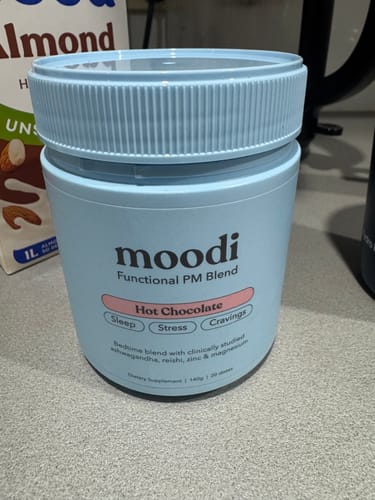 Almond
H
UNS
1L
moodi
Functional PM Blend
Hot Chocolate
Sleep
Stress
Cravings
Bedtime blend with clinically studied
ashwagandha, reishi, zinc & magnesium
Dietary Supplement | 140g | 20 doses